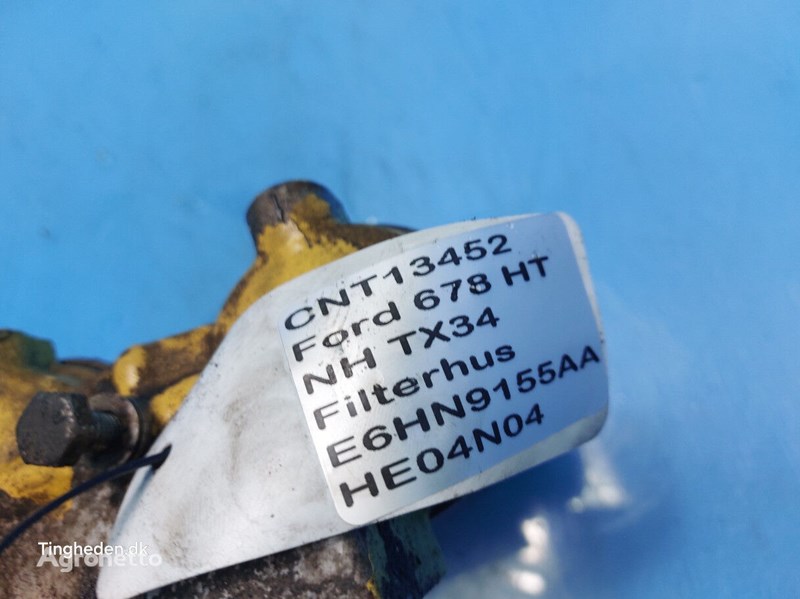 CNT13452
Ford 678 HT
NH TX34
Filterhus
E6HN9155AA
HE04N04
Tingheden.dk
Agronetto